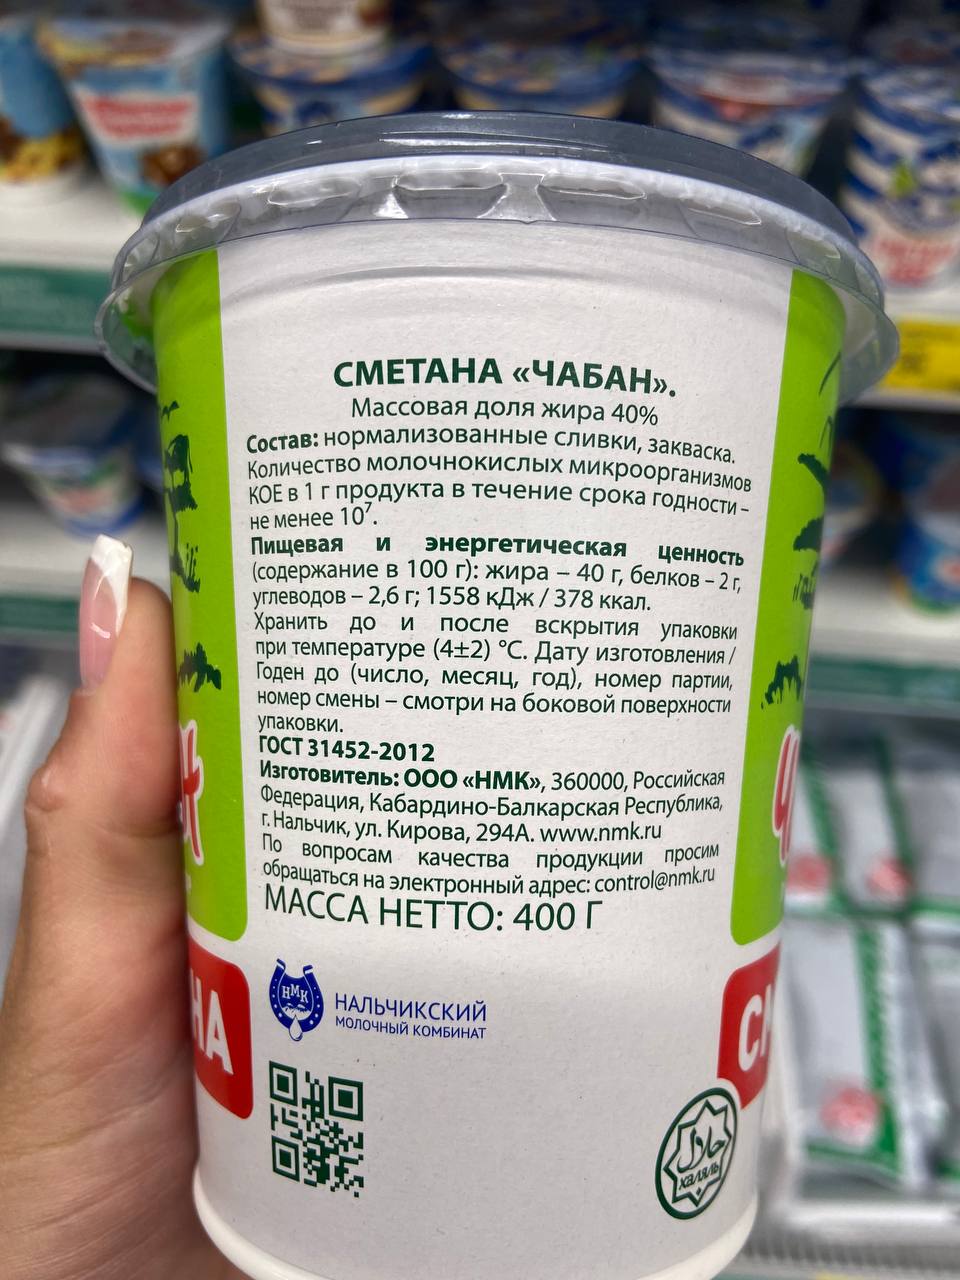 СМЕТАНА «ЧАБАН».
Массовая доля жира 40%
Состав: нормализованные сливки, закваска.
Количество молочнокислых микроорганизмов
КОЕ в 1 г продукта в течение срока годности –
не менее 10⁷.
Пищевая и энергетическая ценность
(содержание в 100 г): жира – 40 г, белков – 2 г,
углеводов – 2,6 г; 1558 кДж / 378 ккал.
Хранить до и после вскрытия упаковки
при температуре (4±2) °С. Дату изготовления /
Годен до (число, месяц, год), номер партии,
номер смены – смотри на боковой поверхности
упаковки.
ГОСТ 31452-2012
Изготовитель: ООО «НМК», 360000, Российская
Федерация, Кабардино-Балкарская Республика,
г. Нальчик, ул. Кирова, 294А. www.nmk.ru
По вопросам качества продукции просим
обращаться на электронный адрес: control@nmk.ru
МАССА НЕТТО: 400 Г
НМК
НАЛЬЧИКСКИЙ
МОЛОЧНЫЙ КОМБИНАТ
НА
СМ
حلال
халяль